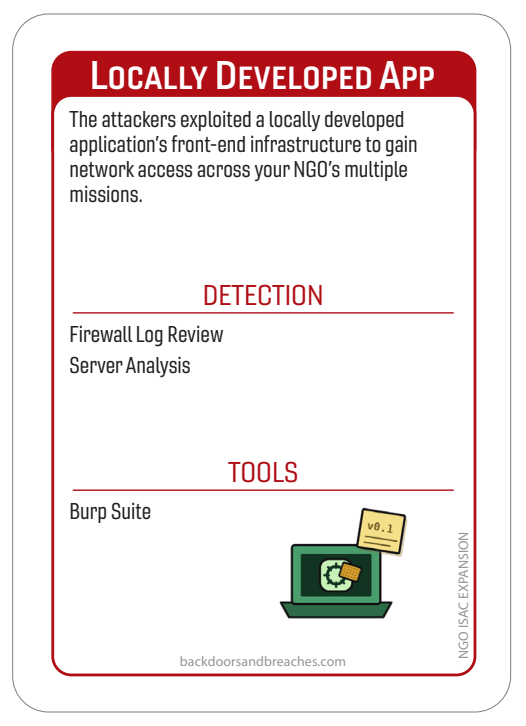 LOCALLY DEVELOPED APP
The attackers exploited a locally developed
application's front-end infrastructure to gain
network access across your NGO's multiple
missions.
DETECTION
Firewall Log Review
Server Analysis
TOOLS
Burp Suite
v0.1
NGO ISAC EXPANSION
backdoorsandbreaches.com